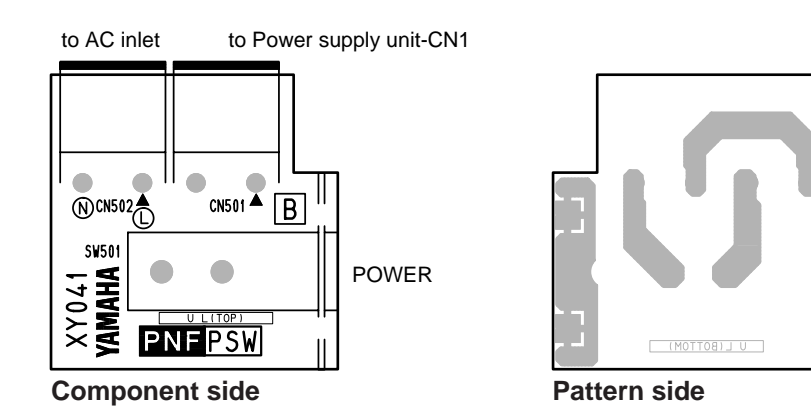 to AC inlet
to Power supply unit-CN1
N CN502 L
CN501
B
SW501
POWER
XY041
YAMAHA
U L(TOP)
PNF PSW
U L(BOTTOM)
Component side
Pattern side